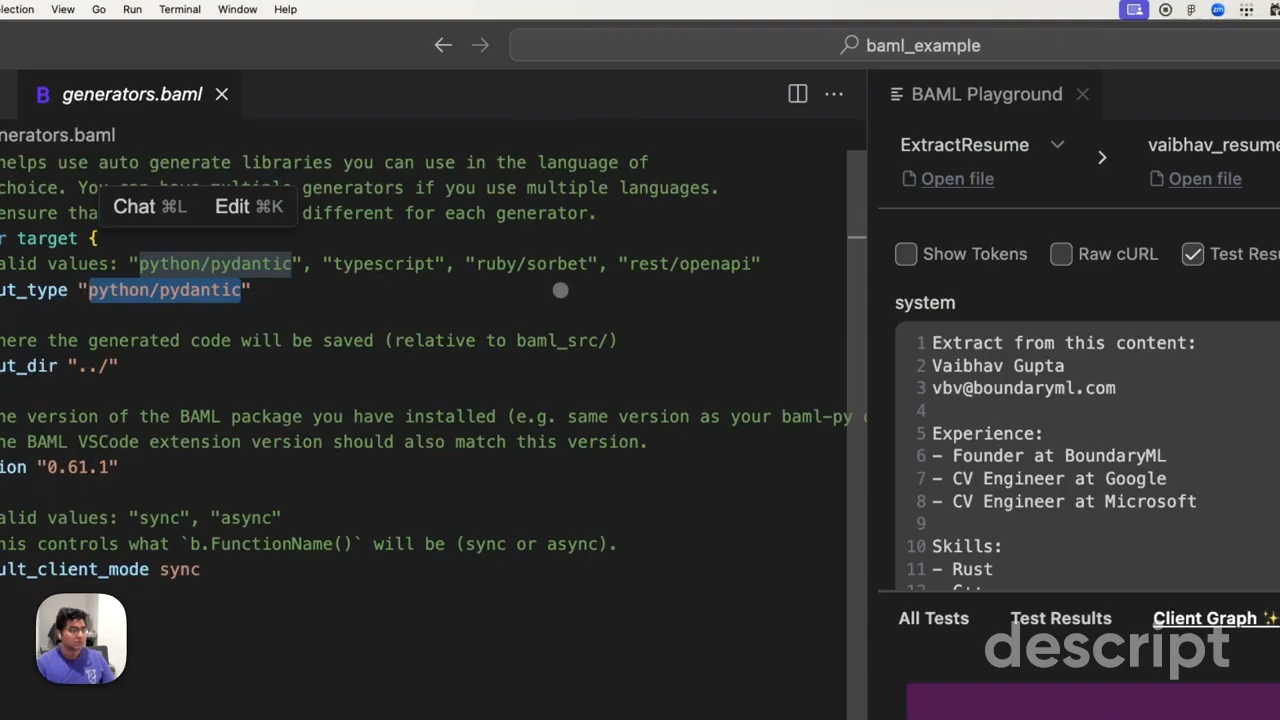 lection View Go Run Terminal Window Help
baml_example
generators.baml
BAML Playground
nerators.baml
helps use auto generate libraries you can use in the language of
choice. You can have multiple generators if you use multiple languages.
ensure tha
different for each generator.
Chat ⌘L Edit ⌘K
r target {
alid values: "python/pydantic", "typescript", "ruby/sorbet", "rest/openapi"
ut_type "python/pydantic"
here the generated code will be saved (relative to baml_src/)
ut_dir "../"
he version of the BAML package you have installed (e.g. same version as your baml-py o
he BAML VSCode extension version should also match this version.
ion "0.61.1"
alid values: "sync", "async"
his controls what `b.FunctionName()` will be (sync or async).
ult_client_mode sync
ExtractResume
Open file
vaibhav_resume
Open file
Show Tokens Raw cURL Test Resu
system
1 Extract from this content:
2 Vaibhav Gupta
3 vbv@boundaryml.com
4
5 Experience:
6 - Founder at BoundaryML
7 - CV Engineer at Google
8 - CV Engineer at Microsoft
9
10 Skills:
11 - Rust
12 - C++
All Tests Test Results Client Graph ✨
descript